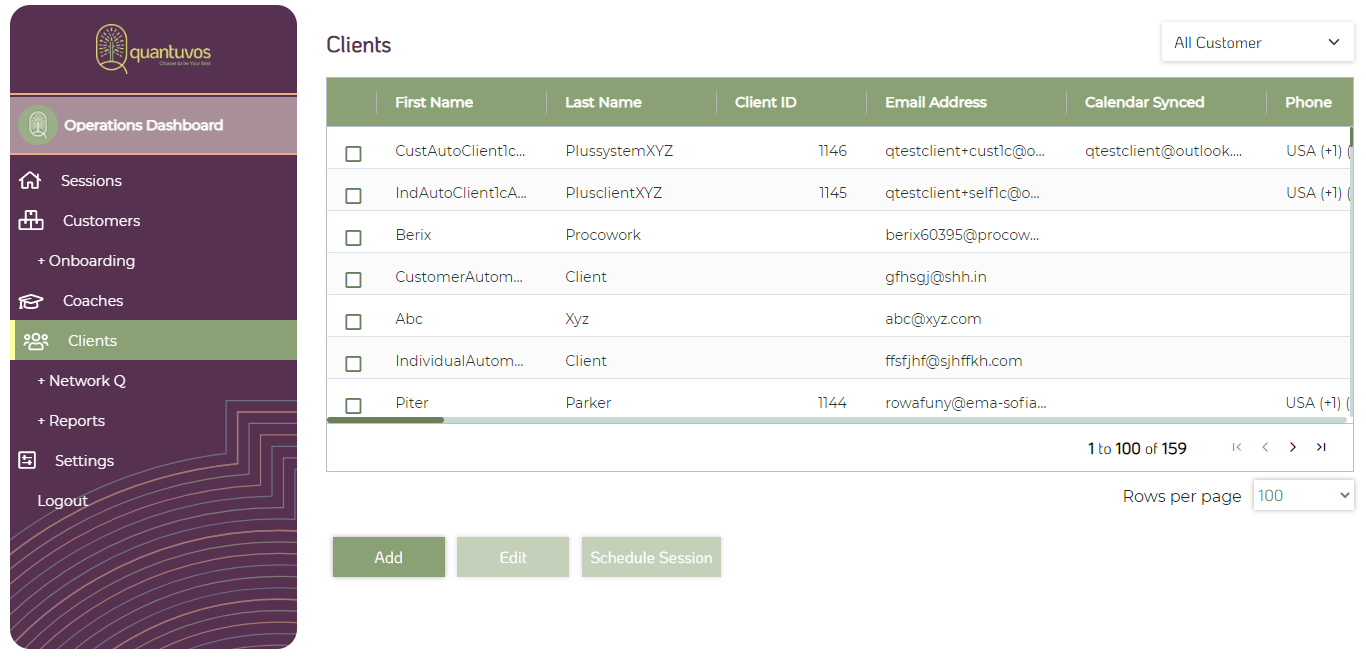 quantuvos
Choose to be Your Best
Operations Dashboard
Sessions
Customers
+ Onboarding
Coaches
Clients
+ Network Q
+ Reports
Settings
Logout
Clients
All Customer
First Name Last Name Client ID Email Address Calendar Synced Phone
CustAutoClient1c... PlussystemXYZ 1146 qtestclient+cust1c@o... qtestclient@outlook.... USA (+1) (
IndAutoClient1cA... PlusclientXYZ 1145 qtestclient+self1c@o... USA (+1) (
Berix Procowork berix60395@procow...
CustomerAutom... Client gfhsgj@shh.in
Abc Xyz abc@xyz.com
IndividualAutom... Client ffsfjhf@sjhffkh.com
Piter Parker 1144 rowafuny@ema-sofia... USA (+1) (
1 to 100 of 159
Rows per page 100
Add Edit Schedule Session